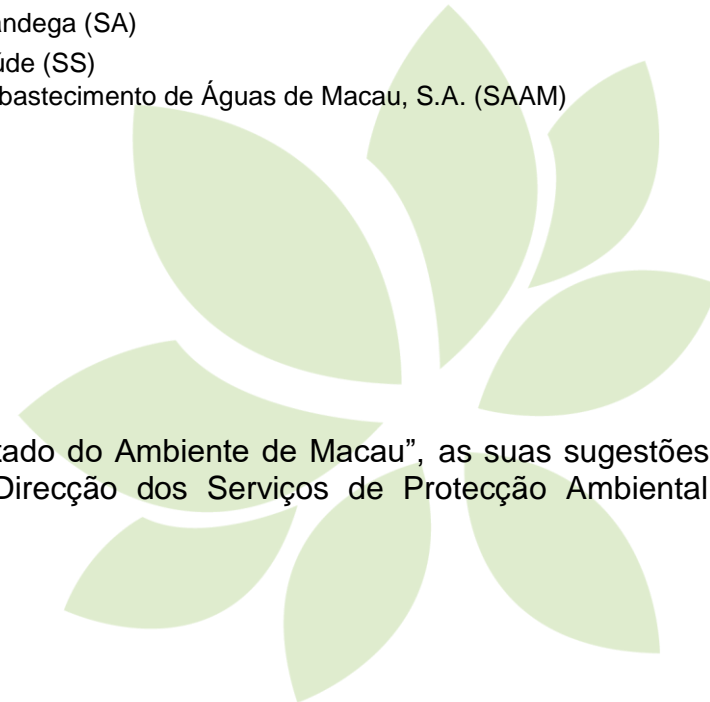 andega (SA)
úde (SS)
bastecimento de Águas de Macau, S.A. (SAAM)
tado do Ambiente de Macau”, as suas sugestões
Direcção dos Serviços de Protecção Ambiental